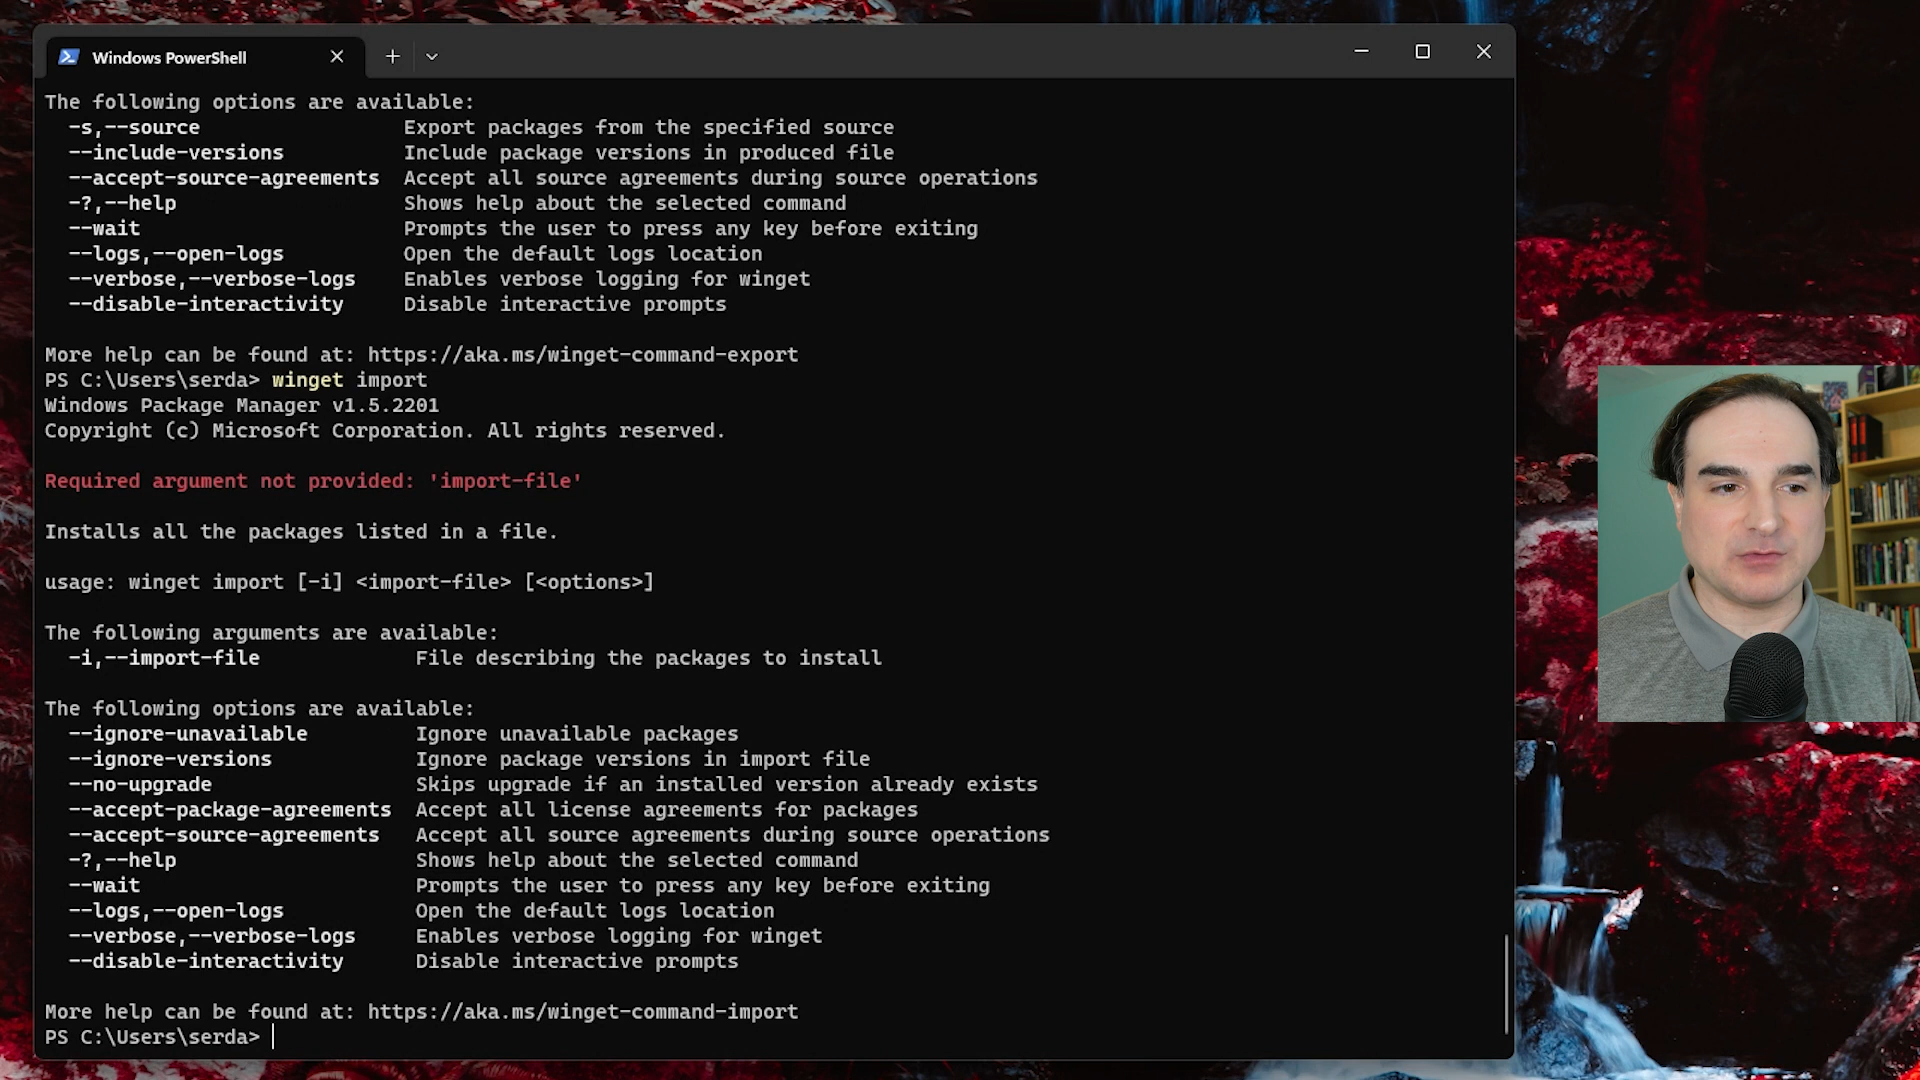 Windows PowerShell
The following options are available:
-s,--source Export packages from the specified source
--include-versions Include package versions in produced file
--accept-source-agreements Accept all source agreements during source operations
-?,--help Shows help about the selected command
--wait Prompts the user to press any key before exiting
--logs,--open-logs Open the default logs location
--verbose,--verbose-logs Enables verbose logging for winget
--disable-interactivity Disable interactive prompts
More help can be found at: https://aka.ms/winget-command-export
PS C:\Users\serda> winget import
Windows Package Manager v1.5.2201
Copyright (c) Microsoft Corporation. All rights reserved.
Required argument not provided: 'import-file'
Installs all the packages listed in a file.
usage: winget import [-i] <import-file> [<options>]
The following arguments are available:
-i,--import-file File describing the packages to install
The following options are available:
--ignore-unavailable Ignore unavailable packages
--ignore-versions Ignore package versions in import file
--no-upgrade Skips upgrade if an installed version already exists
--accept-package-agreements Accept all license agreements for packages
--accept-source-agreements Accept all source agreements during source operations
-?,--help Shows help about the selected command
--wait Prompts the user to press any key before exiting
--logs,--open-logs Open the default logs location
--verbose,--verbose-logs Enables verbose logging for winget
--disable-interactivity Disable interactive prompts
More help can be found at: https://aka.ms/winget-command-import
PS C:\Users\serda>